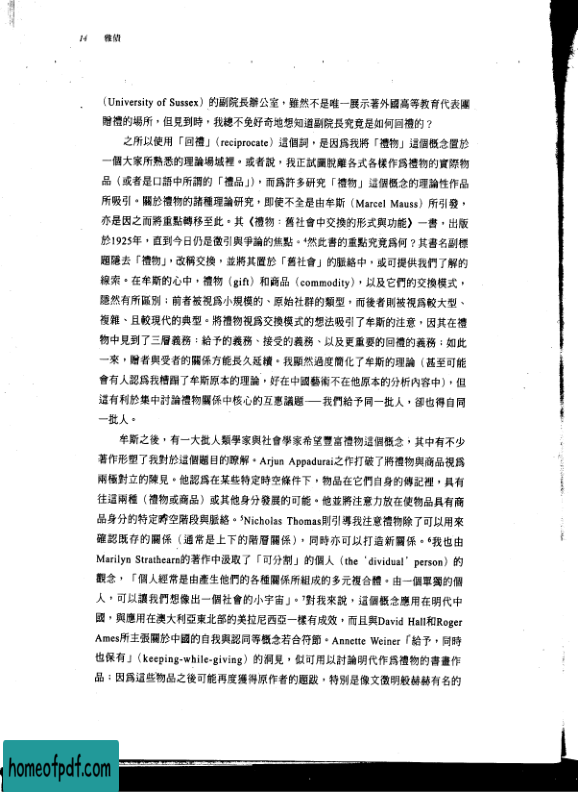 14 雅債
（University of Sussex）的副院長辦公室，雖然不是唯一展示著外國高等教育代表團
贈禮的場所，但見到時，我總不免好奇地想知道副院長究竟是如何回禮的？
之所以使用「回禮」（reciprocate）這個詞，是因爲我將「禮物」這個概念置於
一個大家所熟悉的理論場域裡。或者說，我正試圖脫離各式各樣作爲禮物的實際物
品（或者是口語中所謂的「禮品」），而爲許多研究「禮物」這個概念的理論性作品
所吸引。關於禮物的諸種理論研究，即使不全是由牟斯（Marcel Mauss）所引發，
亦是因之而將重點轉移至此。其《禮物：舊社會中交換的形式與功能》一書，出版
於1925年，直到今日仍是徵引與爭論的焦點。⁴然此書的重點究竟爲何？其書名副標
題隱去「禮物」，改稱交換，並將其置於「舊社會」的脈絡中，或可提供我們了解的
線索。在牟斯的心中，禮物（gift）和商品（commodity），以及它們的交換模式，
隱然有所區別：前者被視爲小規模的、原始社群的類型，而後者則被視爲較大型、
複雜、且較現代的典型。將禮物視爲交換模式的想法吸引了牟斯的注意，因其在禮
物中見到了三層義務：給予的義務、接受的義務、以及更重要的回禮的義務；如此
一來，贈者與受者的關係方能長久延續。我顯然過度簡化了牟斯的理論（甚至可能
會有人認爲我糟蹋了牟斯原本的理論，好在中國藝術不在他原本的分析內容中），但
這有利於集中討論禮物關係中核心的互惠議題——我們給予同一批人，卻也得自同
一批人。
牟斯之後，有一大批人類學家與社會學家希望豐富禮物這個概念，其中有不少
著作形塑了我對於這個題目的瞭解。Arjun Appadurai之作打破了將禮物與商品視爲
兩極對立的陳見。他認爲在某些特定時空條件下，物品在它們自身的傳記裡，具有
往這兩種（禮物或商品）或其他身分發展的可能。他並將注意力放在使物品具有商
品身分的特定時空階段與脈絡。⁵Nicholas Thomas則引導我注意禮物除了可以用來
確認既存的關係（通常是上下的階層關係），同時亦可以打造新關係。⁶我也由
Marilyn Strathearn的著作中汲取了「可分割」的個人（the 'dividual' person）的
觀念，「個人經常是由產生他們的各種關係所組成的多元複合體。由一個單獨的個
人，可以讓我們想像出一個社會的小宇宙」。⁷對我來說，這個概念應用在明代中
國，與應用在澳大利亞東北部的美拉尼西亞一樣有成效，而且與David Hall和Roger
Ames所主張關於中國的自我與認同等概念若合符節。Annette Weiner「給予，同時
也保有」（keeping-while-giving）的洞見，似可用以討論明代作爲禮物的書畫作
品：因爲這些物品之後可能再度獲得原作者的題跋，特別是像文徵明般赫赫有名的
homeofpdf.com